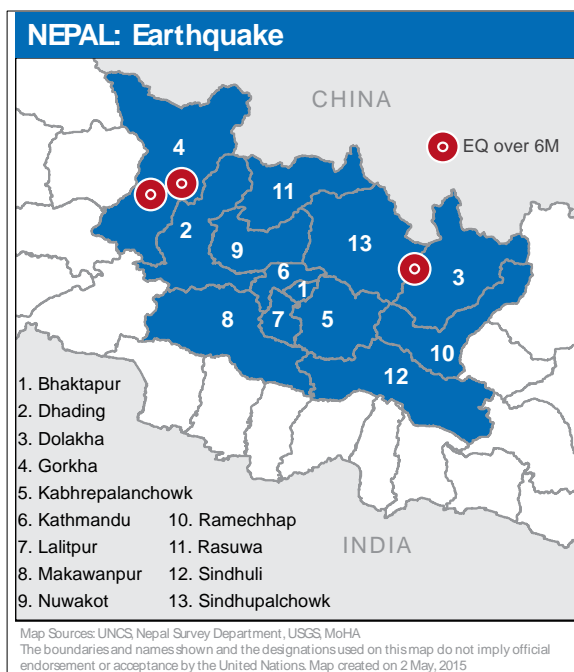 NEPAL: Earthquake
CHINA
EQ over 6M
4
11
2
9
13
3
6
1
8
7
5
10
12
1. Bhaktapur
2. Dhading
3. Dolakha
4. Gorkha
5. Kabhrepalanchowk
6. Kathmandu
7. Lalitpur
8. Makawanpur
9. Nuwakot
10. Ramechhap
11. Rasuwa
12. Sindhuli
13. Sindhupalchowk
INDIA
Map Sources: UNCS, Nepal Survey Department, USGS, MoHA
The boundaries and names shown and the designations used on this map do not imply official
endorsement or acceptance by the United Nations. Map created on 2 May, 2015